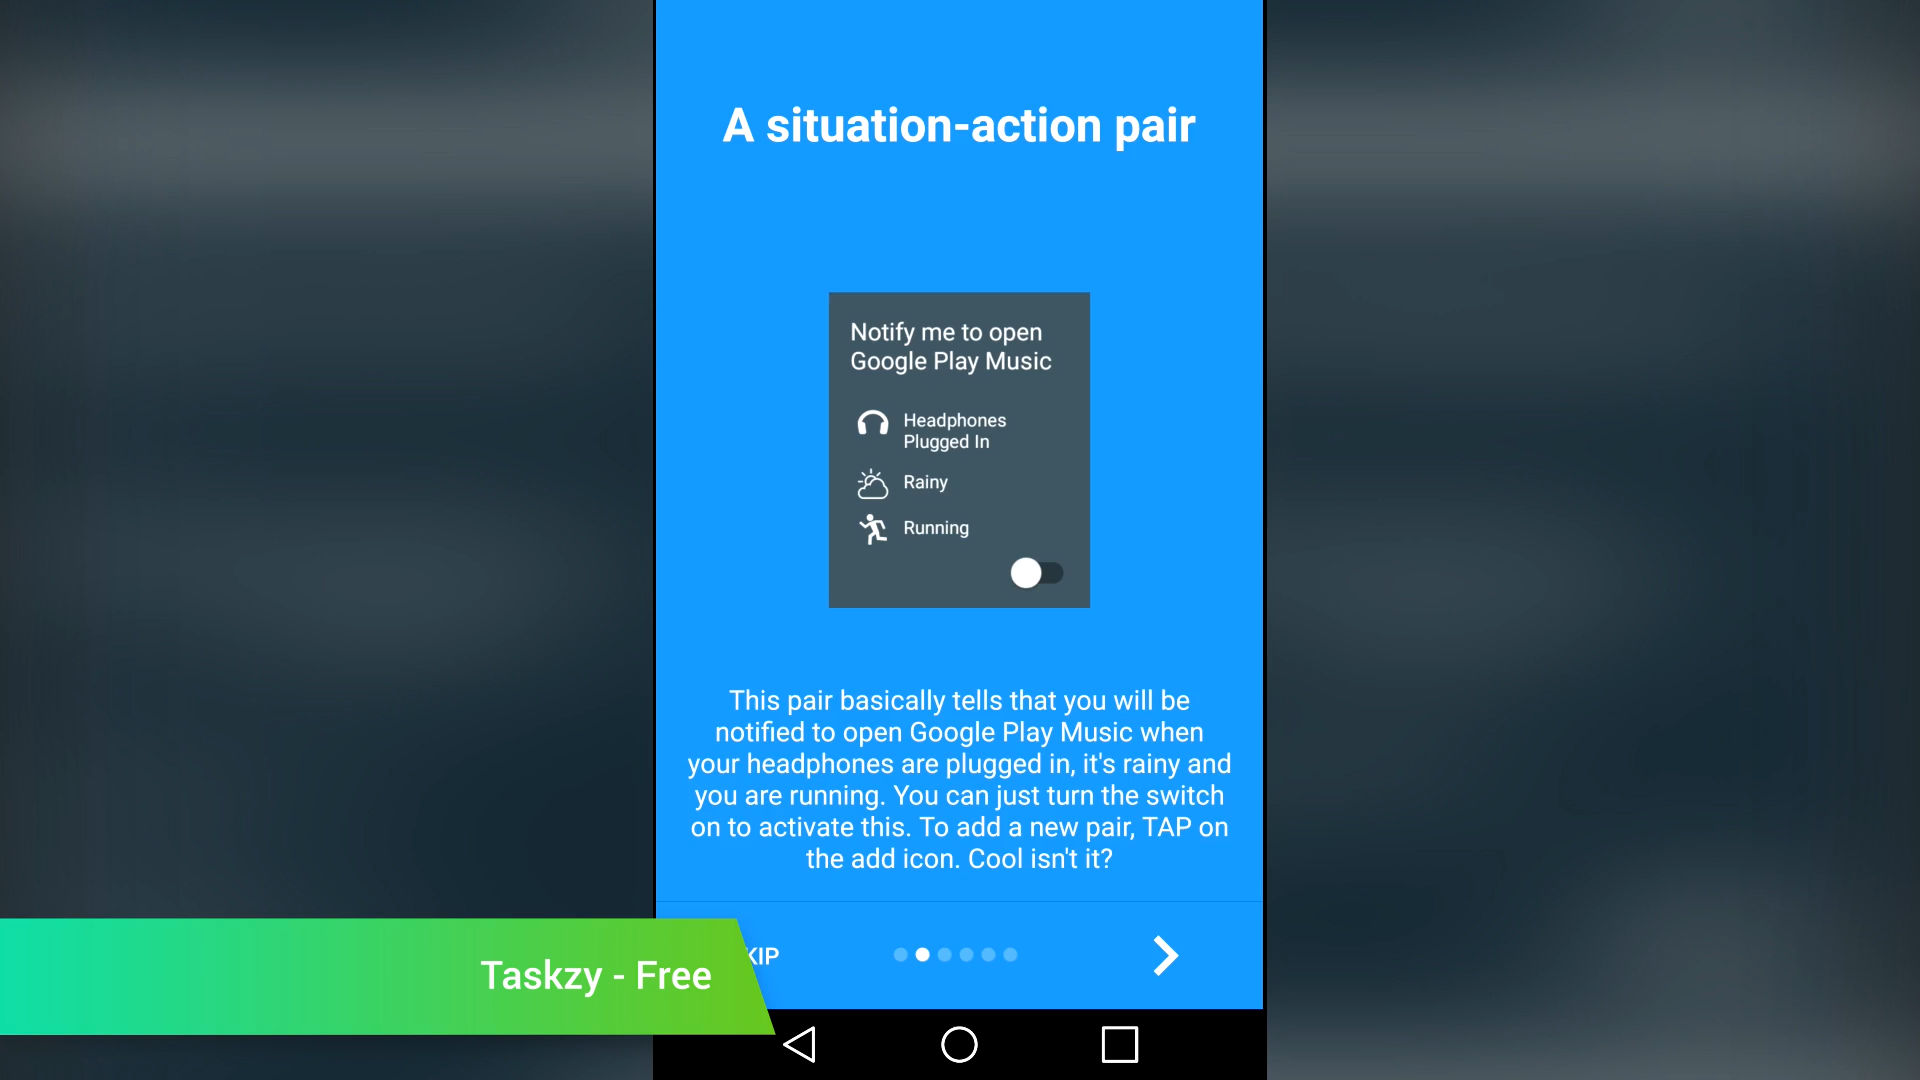 A situation-action pair
Notify me to open
Google Play Music
Headphones
Plugged In
Rainy
Running
This pair basically tells that you will be
notified to open Google Play Music when
your headphones are plugged in, it's rainy and
you are running. You can just turn the switch
on to activate this. To add a new pair, TAP on
the add icon. Cool isn't it?
KIP
Taskzy - Free